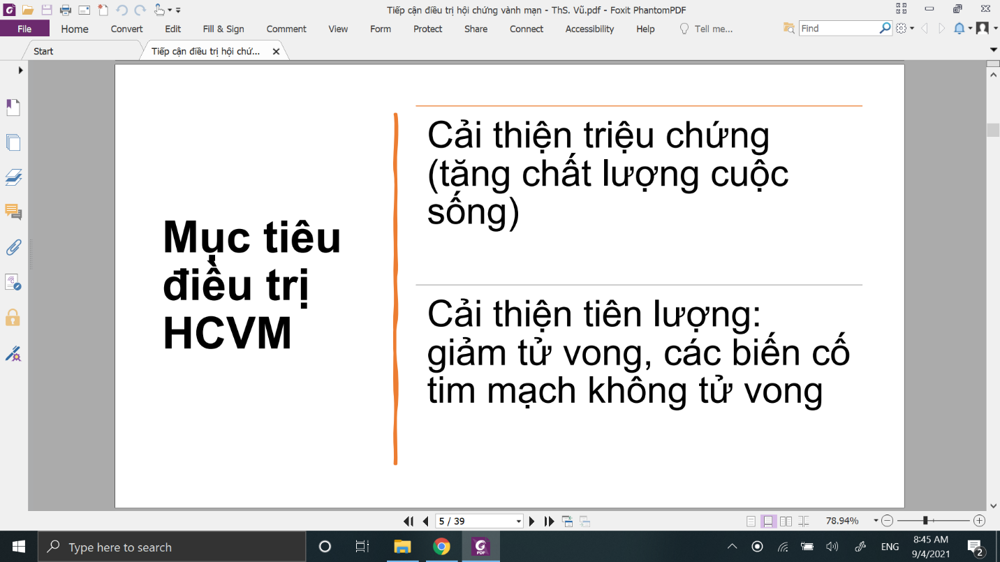 Tiếp cận điều trị hội chứng vành mạn - ThS. Vũ.pdf - Foxit PhantomPDF
File Home Convert Edit Fill & Sign Comment View Form Protect Share Connect Accessibility Help Tell me... Find
Start Tiếp cận điều trị hội chứ...
Mục tiêu
điều trị
HCVM
Cải thiện triệu chứng
(tăng chất lượng cuộc
sống)
Cải thiện tiên lượng:
giảm tử vong, các biến cố
tim mạch không tử vong
5 / 39 78.94%
Type here to search ENG 8:45 AM
9/4/2021 2
PDF